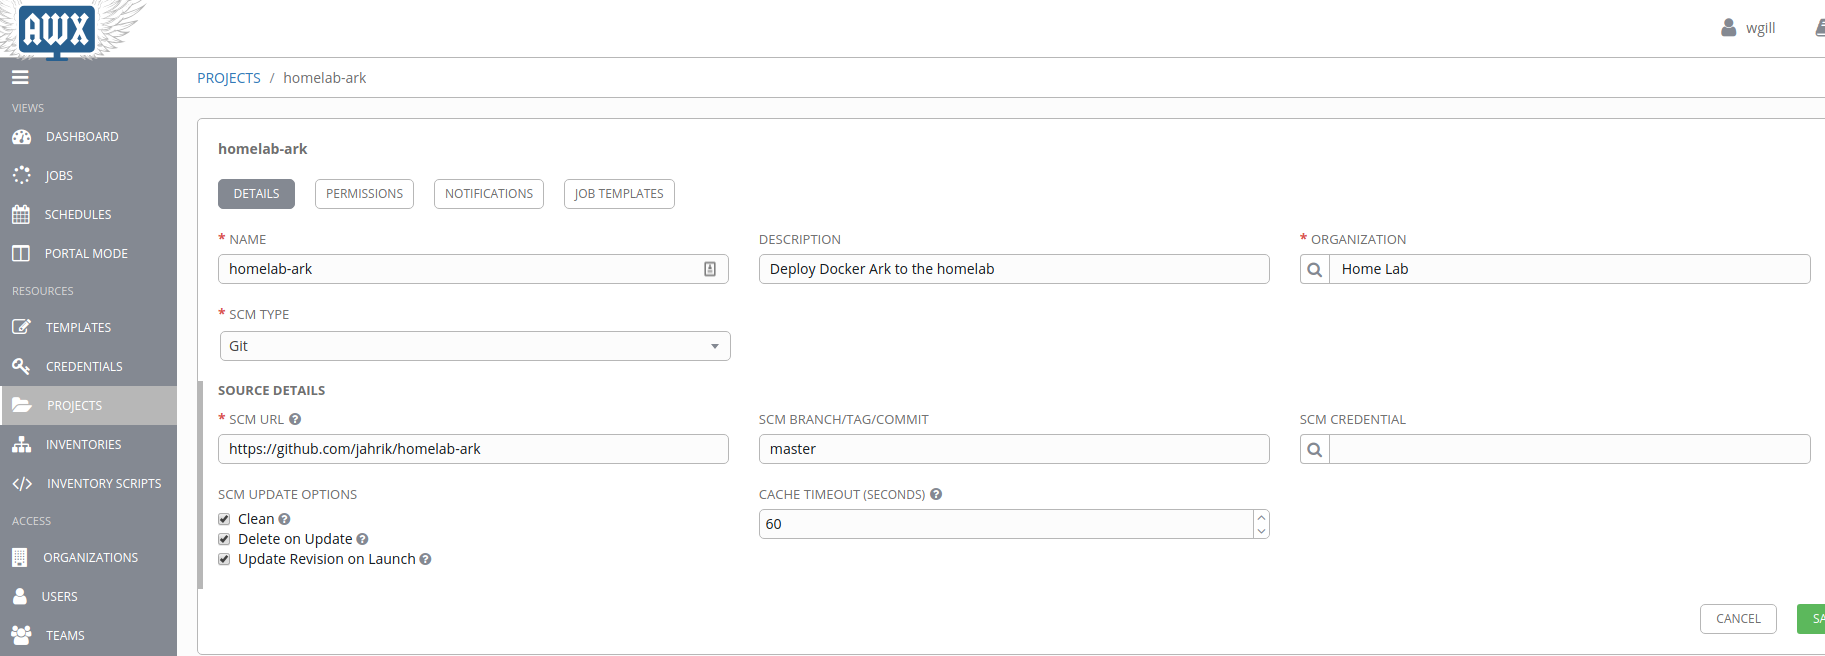 AWX
wgill
PROJECTS / homelab-ark
VIEWS
DASHBOARD
JOBS
SCHEDULES
PORTAL MODE
RESOURCES
TEMPLATES
CREDENTIALS
PROJECTS
INVENTORIES
INVENTORY SCRIPTS
ACCESS
ORGANIZATIONS
USERS
TEAMS
homelab-ark
DETAILS PERMISSIONS NOTIFICATIONS JOB TEMPLATES
* NAME DESCRIPTION * ORGANIZATION
homelab-ark Deploy Docker Ark to the homelab Home Lab
* SCM TYPE
Git
SOURCE DETAILS
* SCM URL SCM BRANCH/TAG/COMMIT SCM CREDENTIAL
https://github.com/jahrik/homelab-ark master
SCM UPDATE OPTIONS CACHE TIMEOUT (SECONDS)
Clean 60
Delete on Update
Update Revision on Launch
CANCEL SA